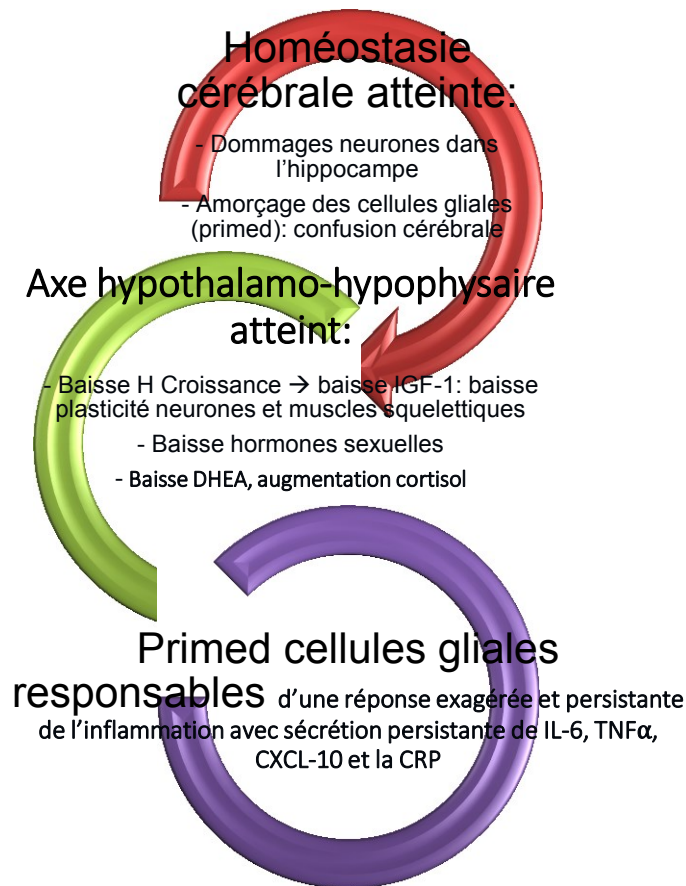 Homéostasie
cérébrale atteinte:
- Dommages neurones dans
l'hippocampe
- Amorçage des cellules gliales
(primed): confusion cérébrale
Axe hypothalamo-hypophysaire
atteint:
- Baisse H Croissance → baisse IGF-1: baisse
plasticité neurones et muscles squelettiques
- Baisse hormones sexuelles
- Baisse DHEA, augmentation cortisol
Primed cellules gliales
responsables d'une réponse exagérée et persistante
de l'inflammation avec sécrétion persistante de IL-6, TNFα,
CXCL-10 et la CRP